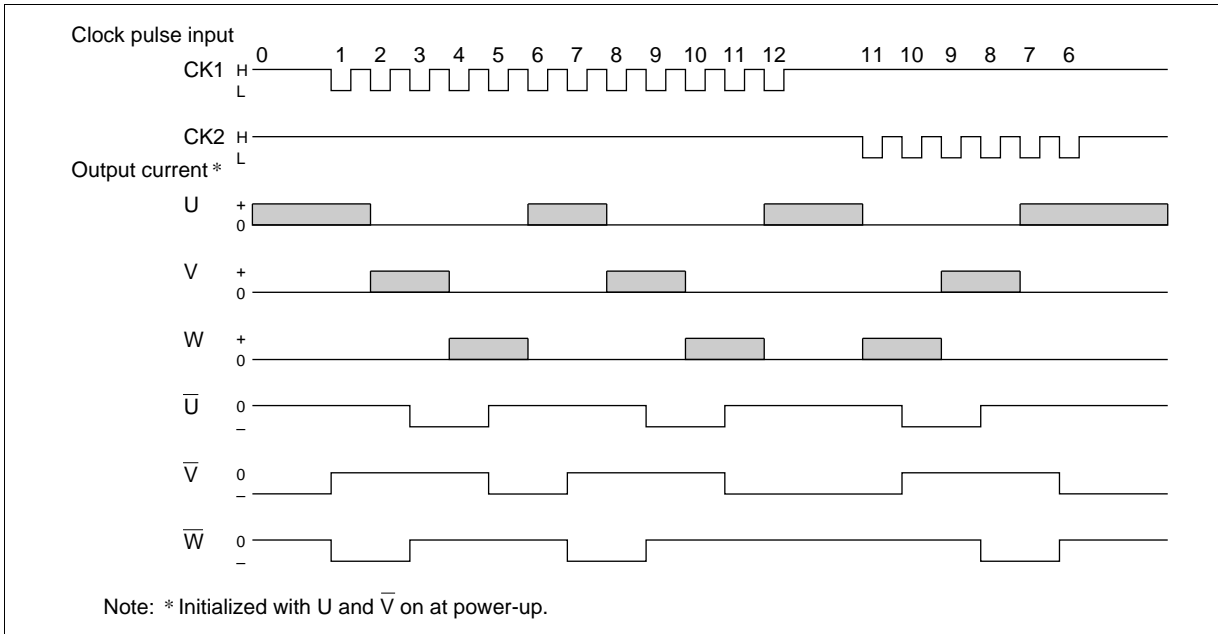 Clock pulse input
0 1 2 3 4 5 6 7 8 9 10 11 12 11 10 9 8 7 6
CK1 H
L
CK2 H
L
Output current *
U +
0
V +
0
W +
0
U̅ 0
–
V̅ 0
–
W̅ 0
–
Note: * Initialized with U and V̅ on at power-up.